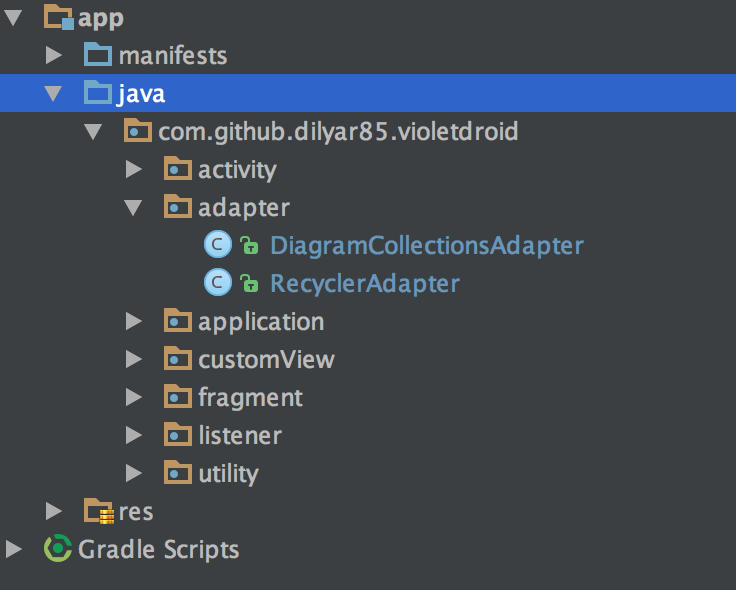 app
manifests
java
com.github.dilyar85.violetdroid
activity
adapter
C DiagramCollectionsAdapter
C RecyclerAdapter
application
customView
fragment
listener
utility
res
Gradle Scripts